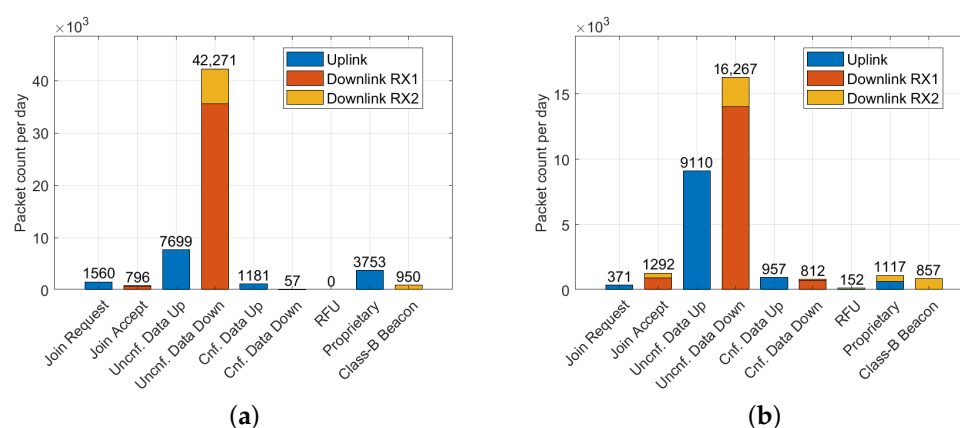 ×10³
Packet count per day
40
30
20
10
0
Uplink
Downlink RX1
Downlink RX2
1560
796
7699
42,271
1181
57
0
3753
950
Join Request
Join Accept
Uncnf. Data Up
Uncnf. Data Down
Cnf. Data Up
Cnf. Data Down
RFU
Proprietary
Class-B Beacon
(a)
×10³
Packet count per day
15
10
5
0
Uplink
Downlink RX1
Downlink RX2
371
1292
9110
16,267
957
812
152
1117
857
Join Request
Join Accept
Uncnf. Data Up
Uncnf. Data Down
Cnf. Data Up
Cnf. Data Down
RFU
Proprietary
Class-B Beacon
(b)